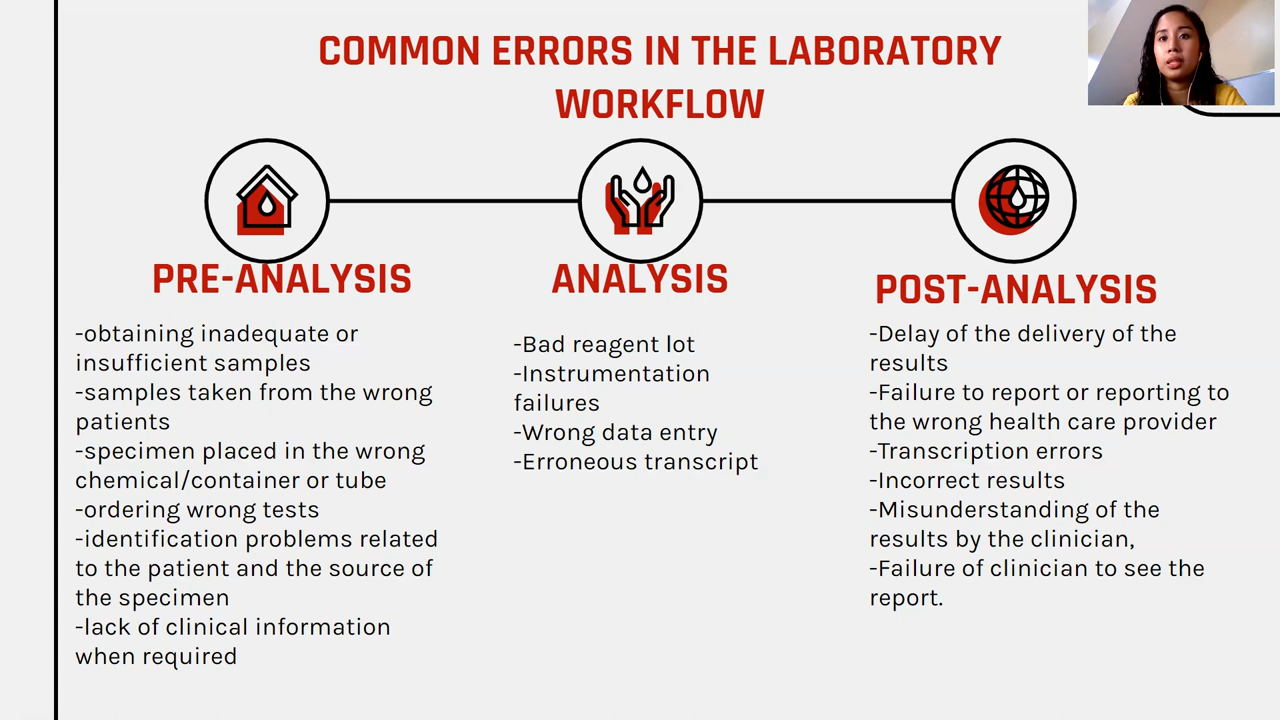 COMMON ERRORS IN THE LABORATORY
WORKFLOW
PRE-ANALYSIS
-obtaining inadequate or
insufficient samples
-samples taken from the wrong
patients
-specimen placed in the wrong
chemical/container or tube
-ordering wrong tests
-identification problems related
to the patient and the source of
the specimen
-lack of clinical information
when required
ANALYSIS
-Bad reagent lot
-Instrumentation
failures
-Wrong data entry
-Erroneous transcript
POST-ANALYSIS
-Delay of the delivery of the
results
-Failure to report or reporting to
the wrong health care provider
-Transcription errors
-Incorrect results
-Misunderstanding of the
results by the clinician,
-Failure of clinician to see the
report.